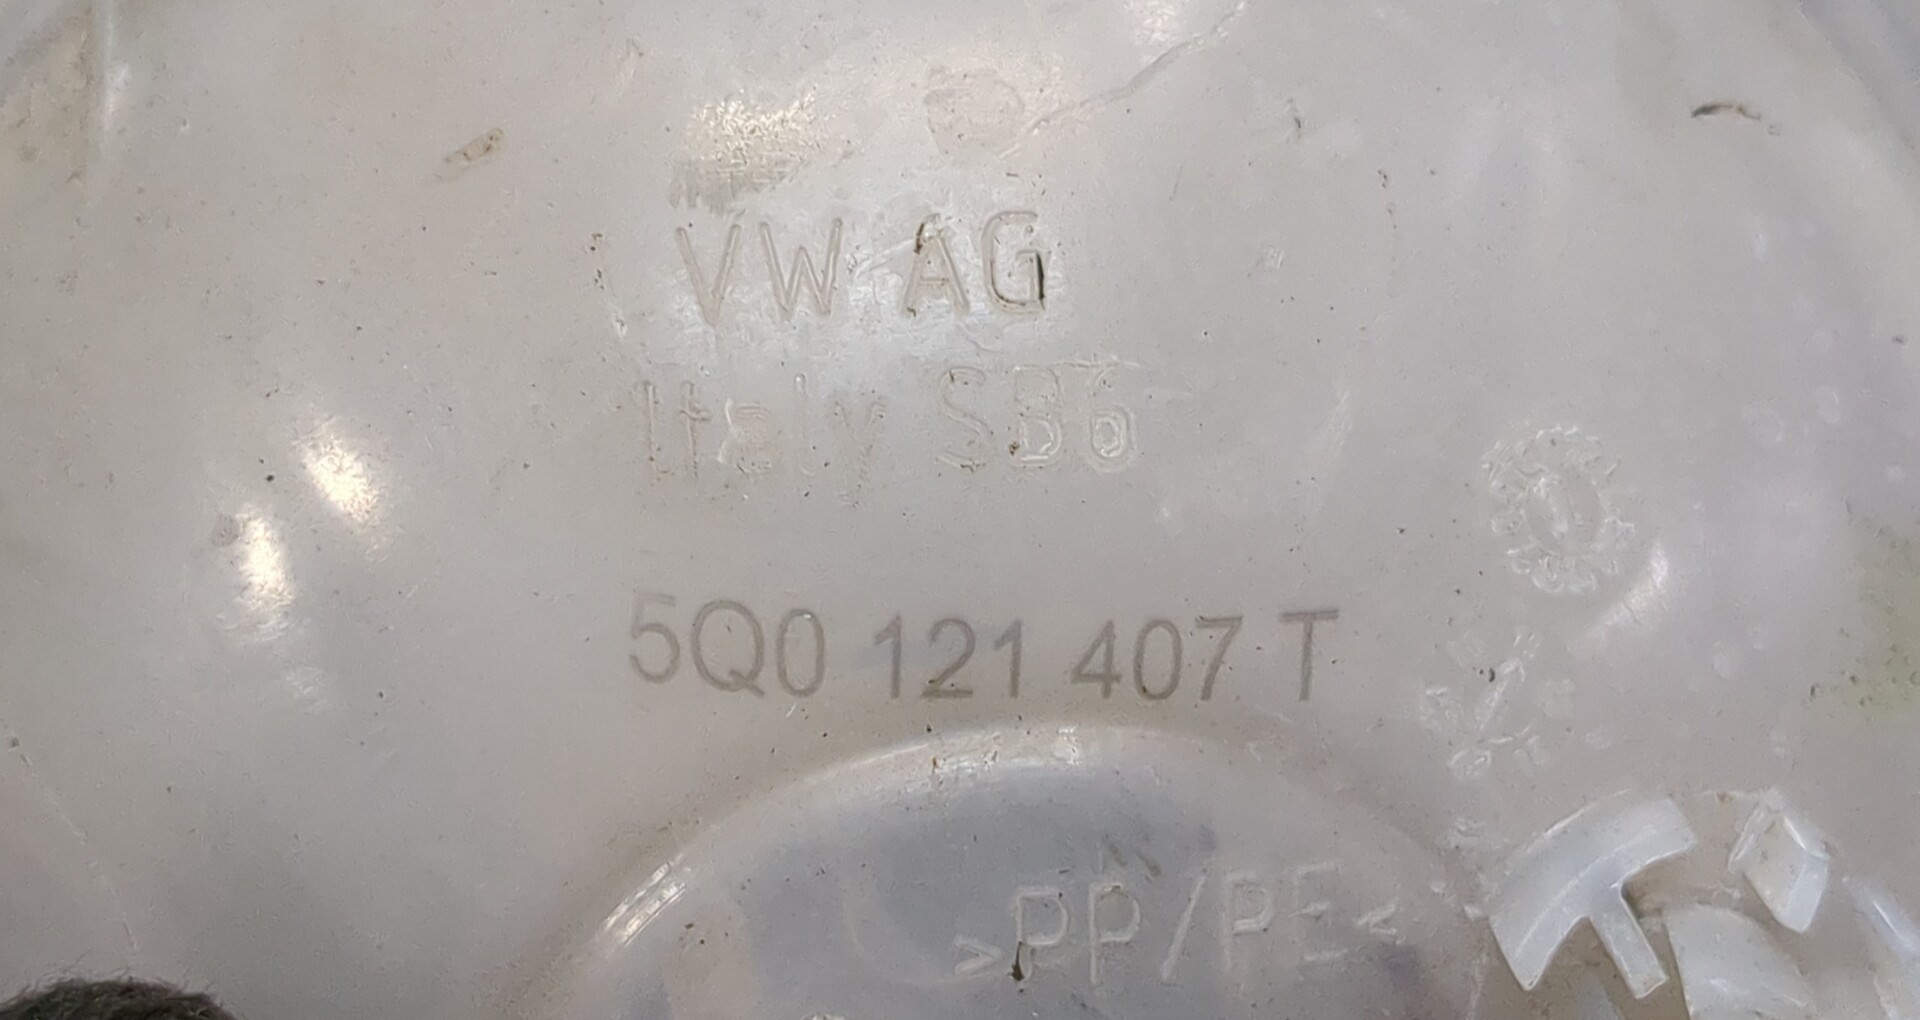 VW AG
Italy SB6
5Q0 121 407 T
>PP/PE<